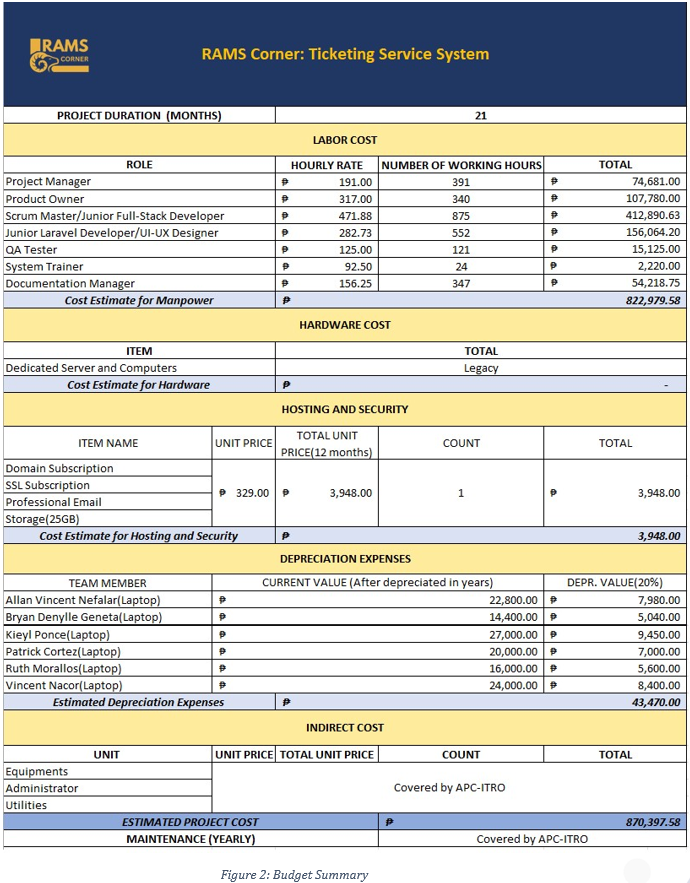 RAMS
CORNER
RAMS Corner: Ticketing Service System
PROJECT DURATION (MONTHS) 21
LABOR COST
ROLE HOURLY RATE NUMBER OF WORKING HOURS TOTAL
Project Manager ₱ 191.00 391 ₱ 74,681.00
Product Owner ₱ 317.00 340 ₱ 107,780.00
Scrum Master/Junior Full-Stack Developer ₱ 471.88 875 ₱ 412,890.63
Junior Laravel Developer/UI-UX Designer ₱ 282.73 552 ₱ 156,064.20
QA Tester ₱ 125.00 121 ₱ 15,125.00
System Trainer ₱ 92.50 24 ₱ 2,220.00
Documentation Manager ₱ 156.25 347 ₱ 54,218.75
Cost Estimate for Manpower ₱ 822,979.58
HARDWARE COST
ITEM TOTAL
Dedicated Server and Computers Legacy
Cost Estimate for Hardware ₱ -
HOSTING AND SECURITY
ITEM NAME UNIT PRICE TOTAL UNIT PRICE(12 months) COUNT TOTAL
Domain Subscription
SSL Subscription
Professional Email
Storage(25GB)
₱ 329.00 ₱ 3,948.00 1 ₱ 3,948.00
Cost Estimate for Hosting and Security ₱ 3,948.00
DEPRECIATION EXPENSES
TEAM MEMBER CURRENT VALUE (After depreciated in years) DEPR. VALUE(20%)
Allan Vincent Nefalar(Laptop) ₱ 22,800.00 ₱ 7,980.00
Bryan Denylle Geneta(Laptop) ₱ 14,400.00 ₱ 5,040.00
Kieyl Ponce(Laptop) ₱ 27,000.00 ₱ 9,450.00
Patrick Cortez(Laptop) ₱ 20,000.00 ₱ 7,000.00
Ruth Morallos(Laptop) ₱ 16,000.00 ₱ 5,600.00
Vincent Nacor(Laptop) ₱ 24,000.00 ₱ 8,400.00
Estimated Depreciation Expenses ₱ 43,470.00
INDIRECT COST
UNIT UNIT PRICE TOTAL UNIT PRICE COUNT TOTAL
Equipments
Administrator
Utilities
Covered by APC-ITRO
ESTIMATED PROJECT COST ₱ 870,397.58
MAINTENANCE (YEARLY) Covered by APC-ITRO
Figure 2: Budget Summary